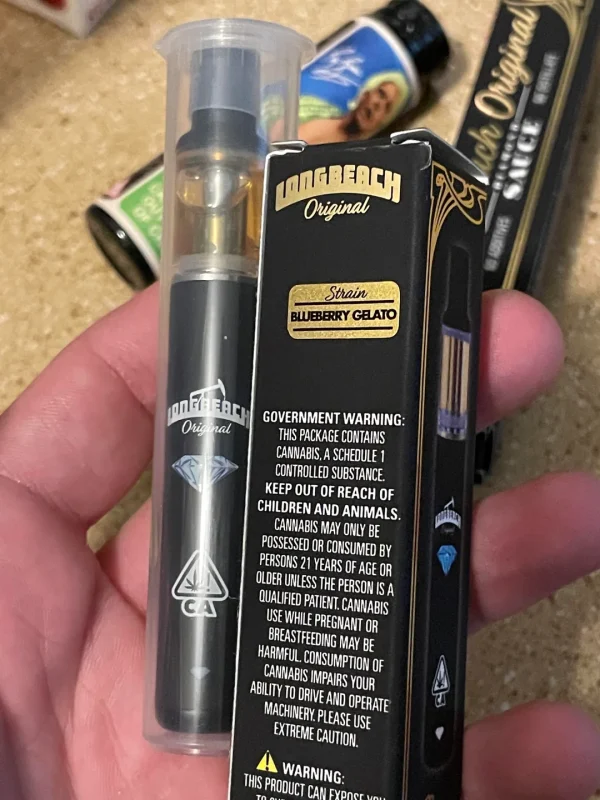 ch Original
SAUCE
LONGBEACH
Original
Strain
BLUEBERRY GELATO
GOVERNMENT WARNING:
THIS PACKAGE CONTAINS
CANNABIS, A SCHEDULE 1
CONTROLLED SUBSTANCE.
KEEP OUT OF REACH OF
CHILDREN AND ANIMALS.
CANNABIS MAY ONLY BE
POSSESSED OR CONSUMED BY
PERSONS 21 YEARS OF AGE OR
OLDER UNLESS THE PERSON IS A
QUALIFIED PATIENT. CANNABIS
USE WHILE PREGNANT OR
BREASTFEEDING MAY BE
HARMFUL. CONSUMPTION OF
CANNABIS IMPAIRS YOUR
ABILITY TO DRIVE AND OPERATE
MACHINERY. PLEASE USE
EXTREME CAUTION.
WARNING:
THIS PRODUCT CAN EXPOSE YOU
LONGBEACH
Original
CA
LONGBEACH
CA